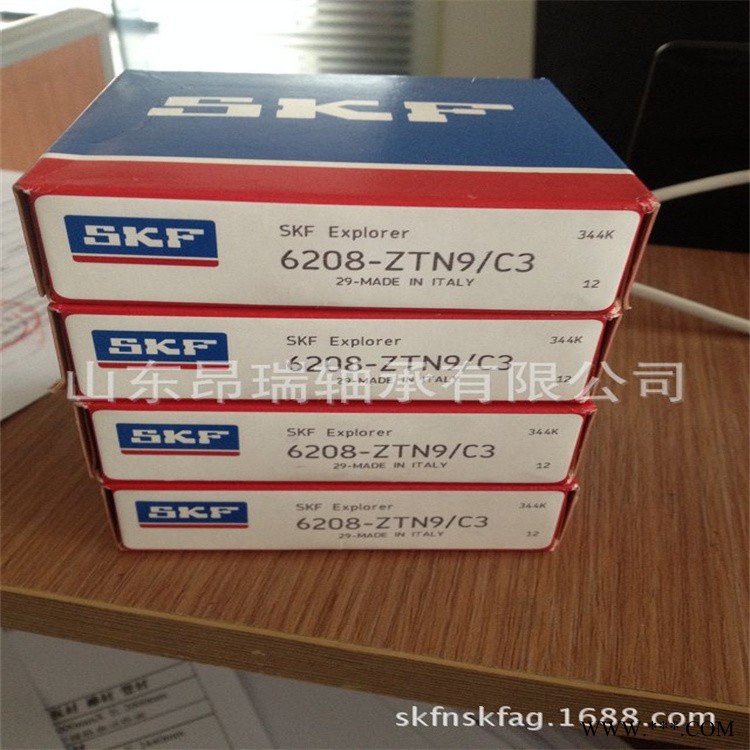 SKF
SKF
SKF Explorer
344K
6208-ZTN9/C3
29-MADE IN ITALY
12
SKF
SKF Explorer
344K
6208-ZTN9/C3
29-MADE IN ITALY
12
山东昂瑞轴承有限公司
SKF
SKF Explorer
344K
6208-ZTN9/C3
29-MADE IN ITALY
12
SKF
SKF Explorer
344K
6208-ZTN9/C3
29-MADE IN ITALY
12
skfnskfag.1688.com
www.***.COM